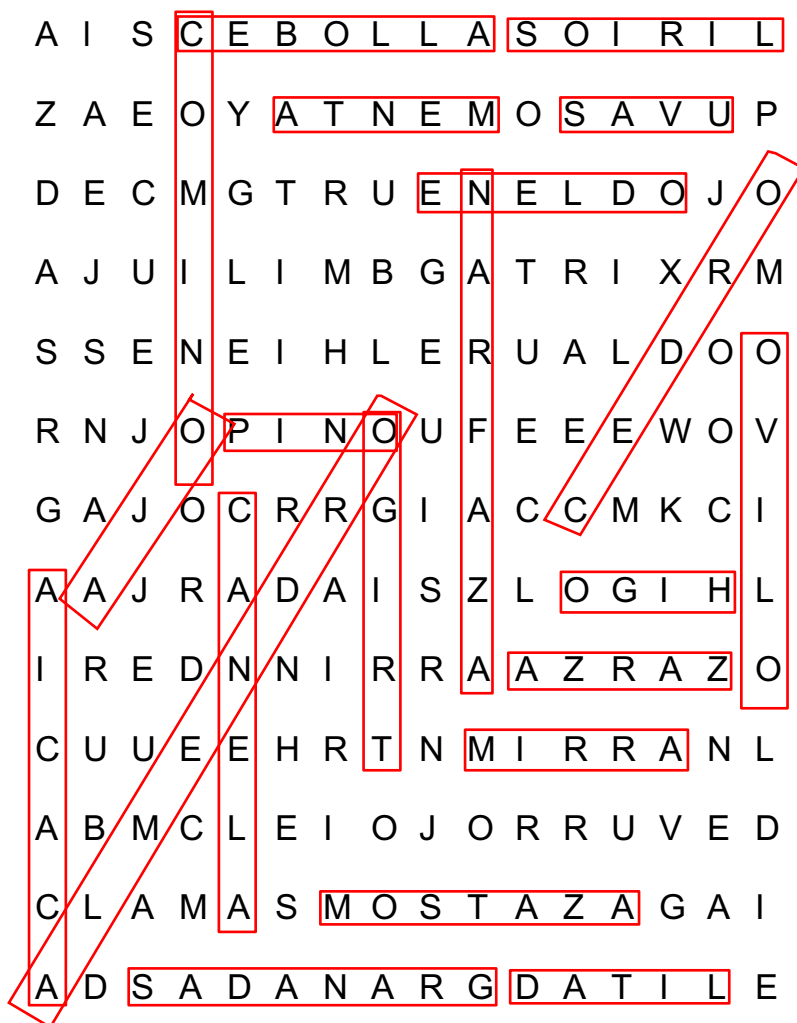 A I S C E B O L L A S O I R I L
Z A E O Y A T N E M O S A V U P
D E C M G T R U E N E L D O J O
A J U I L I M B G A T R I X R M
S S E N E I H L E R U A L D O O
R N J O P I N O U F E E E W O V
G A J O C R R G I A C C M K C I
A A J R A D A I S Z L O G I H L
I R E D N N I R R A A Z R A Z O
C U U E E H R T N M I R R A N L
A B M C L E I O J O R R U V E D
C L A M A S M O S T A Z A G A I
A D S A D A N A R G D A T I L E